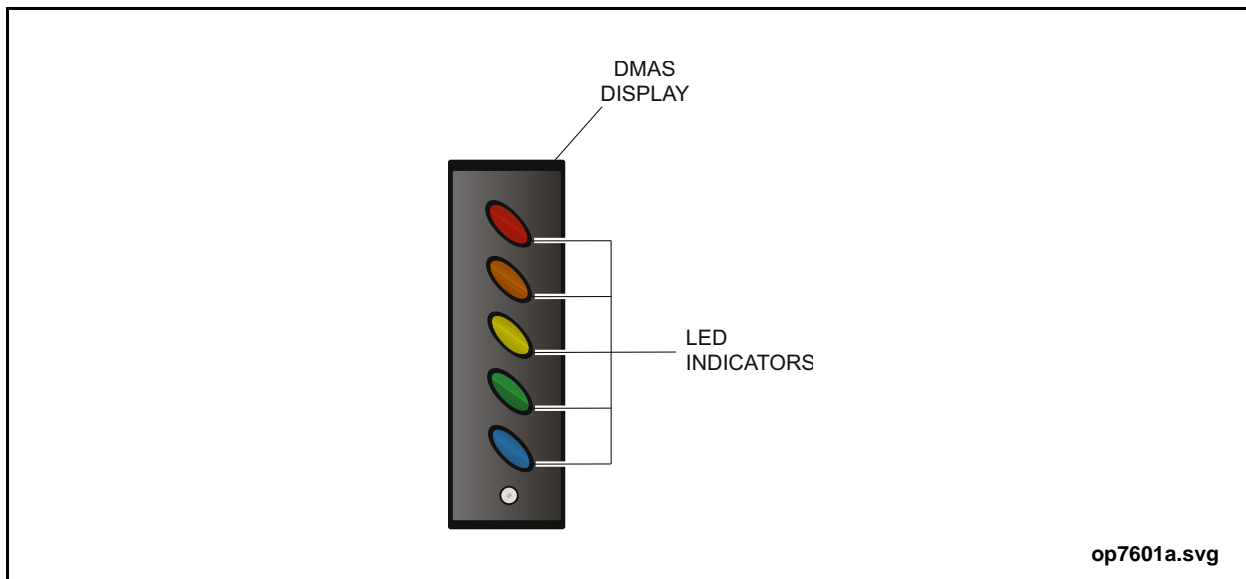 DMAS
DISPLAY
LED
INDICATORS
op7601a.svg